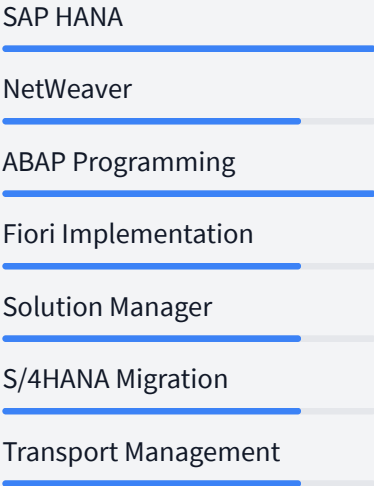 SAP HANA
NetWeaver
ABAP Programming
Fiori Implementation
Solution Manager
S/4HANA Migration
Transport Management